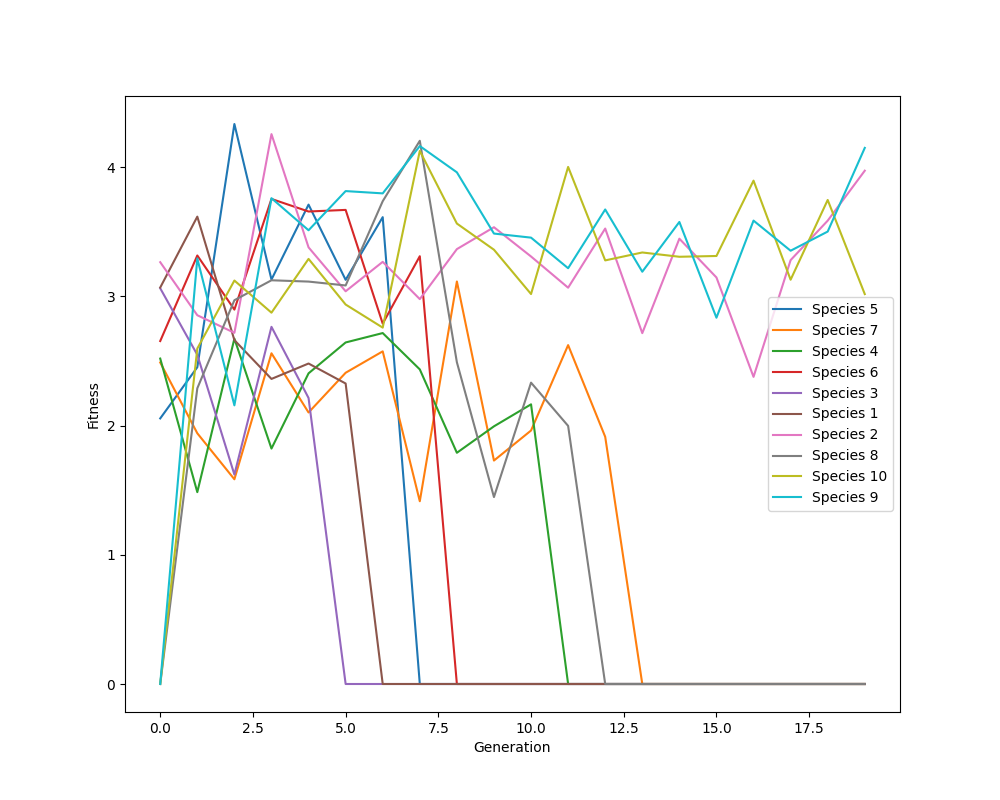 4
3
2
1
0
Fitness
0.0 2.5 5.0 7.5 10.0 12.5 15.0 17.5
Generation
Species 5
Species 7
Species 4
Species 6
Species 3
Species 1
Species 2
Species 8
Species 10
Species 9